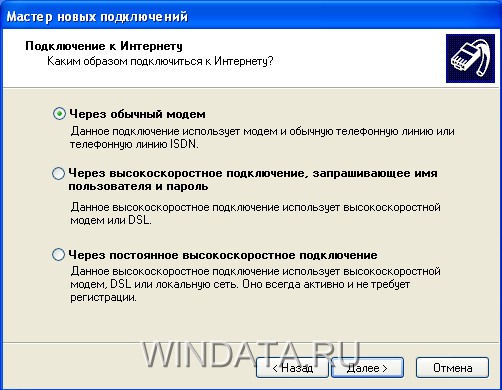 Мастер новых подключений
Подключение к Интернету
Каким образом подключиться к Интернету?
Через обычный модем
Данное подключение использует модем и обычную телефонную линию или
телефонную линию ISDN.
Через высокоскоростное подключение, запрашивающее имя
пользователя и пароль
Данное высокоскоростное подключение использует высокоскоростной
модем или DSL.
Через постоянное высокоскоростное подключение
Данное высокоскоростное подключение использует высокоскоростной
модем, DSL или локальную сеть. Оно всегда активно и не требует
регистрации.
WINDATA.RU
< Назад
Далее >
Отмена